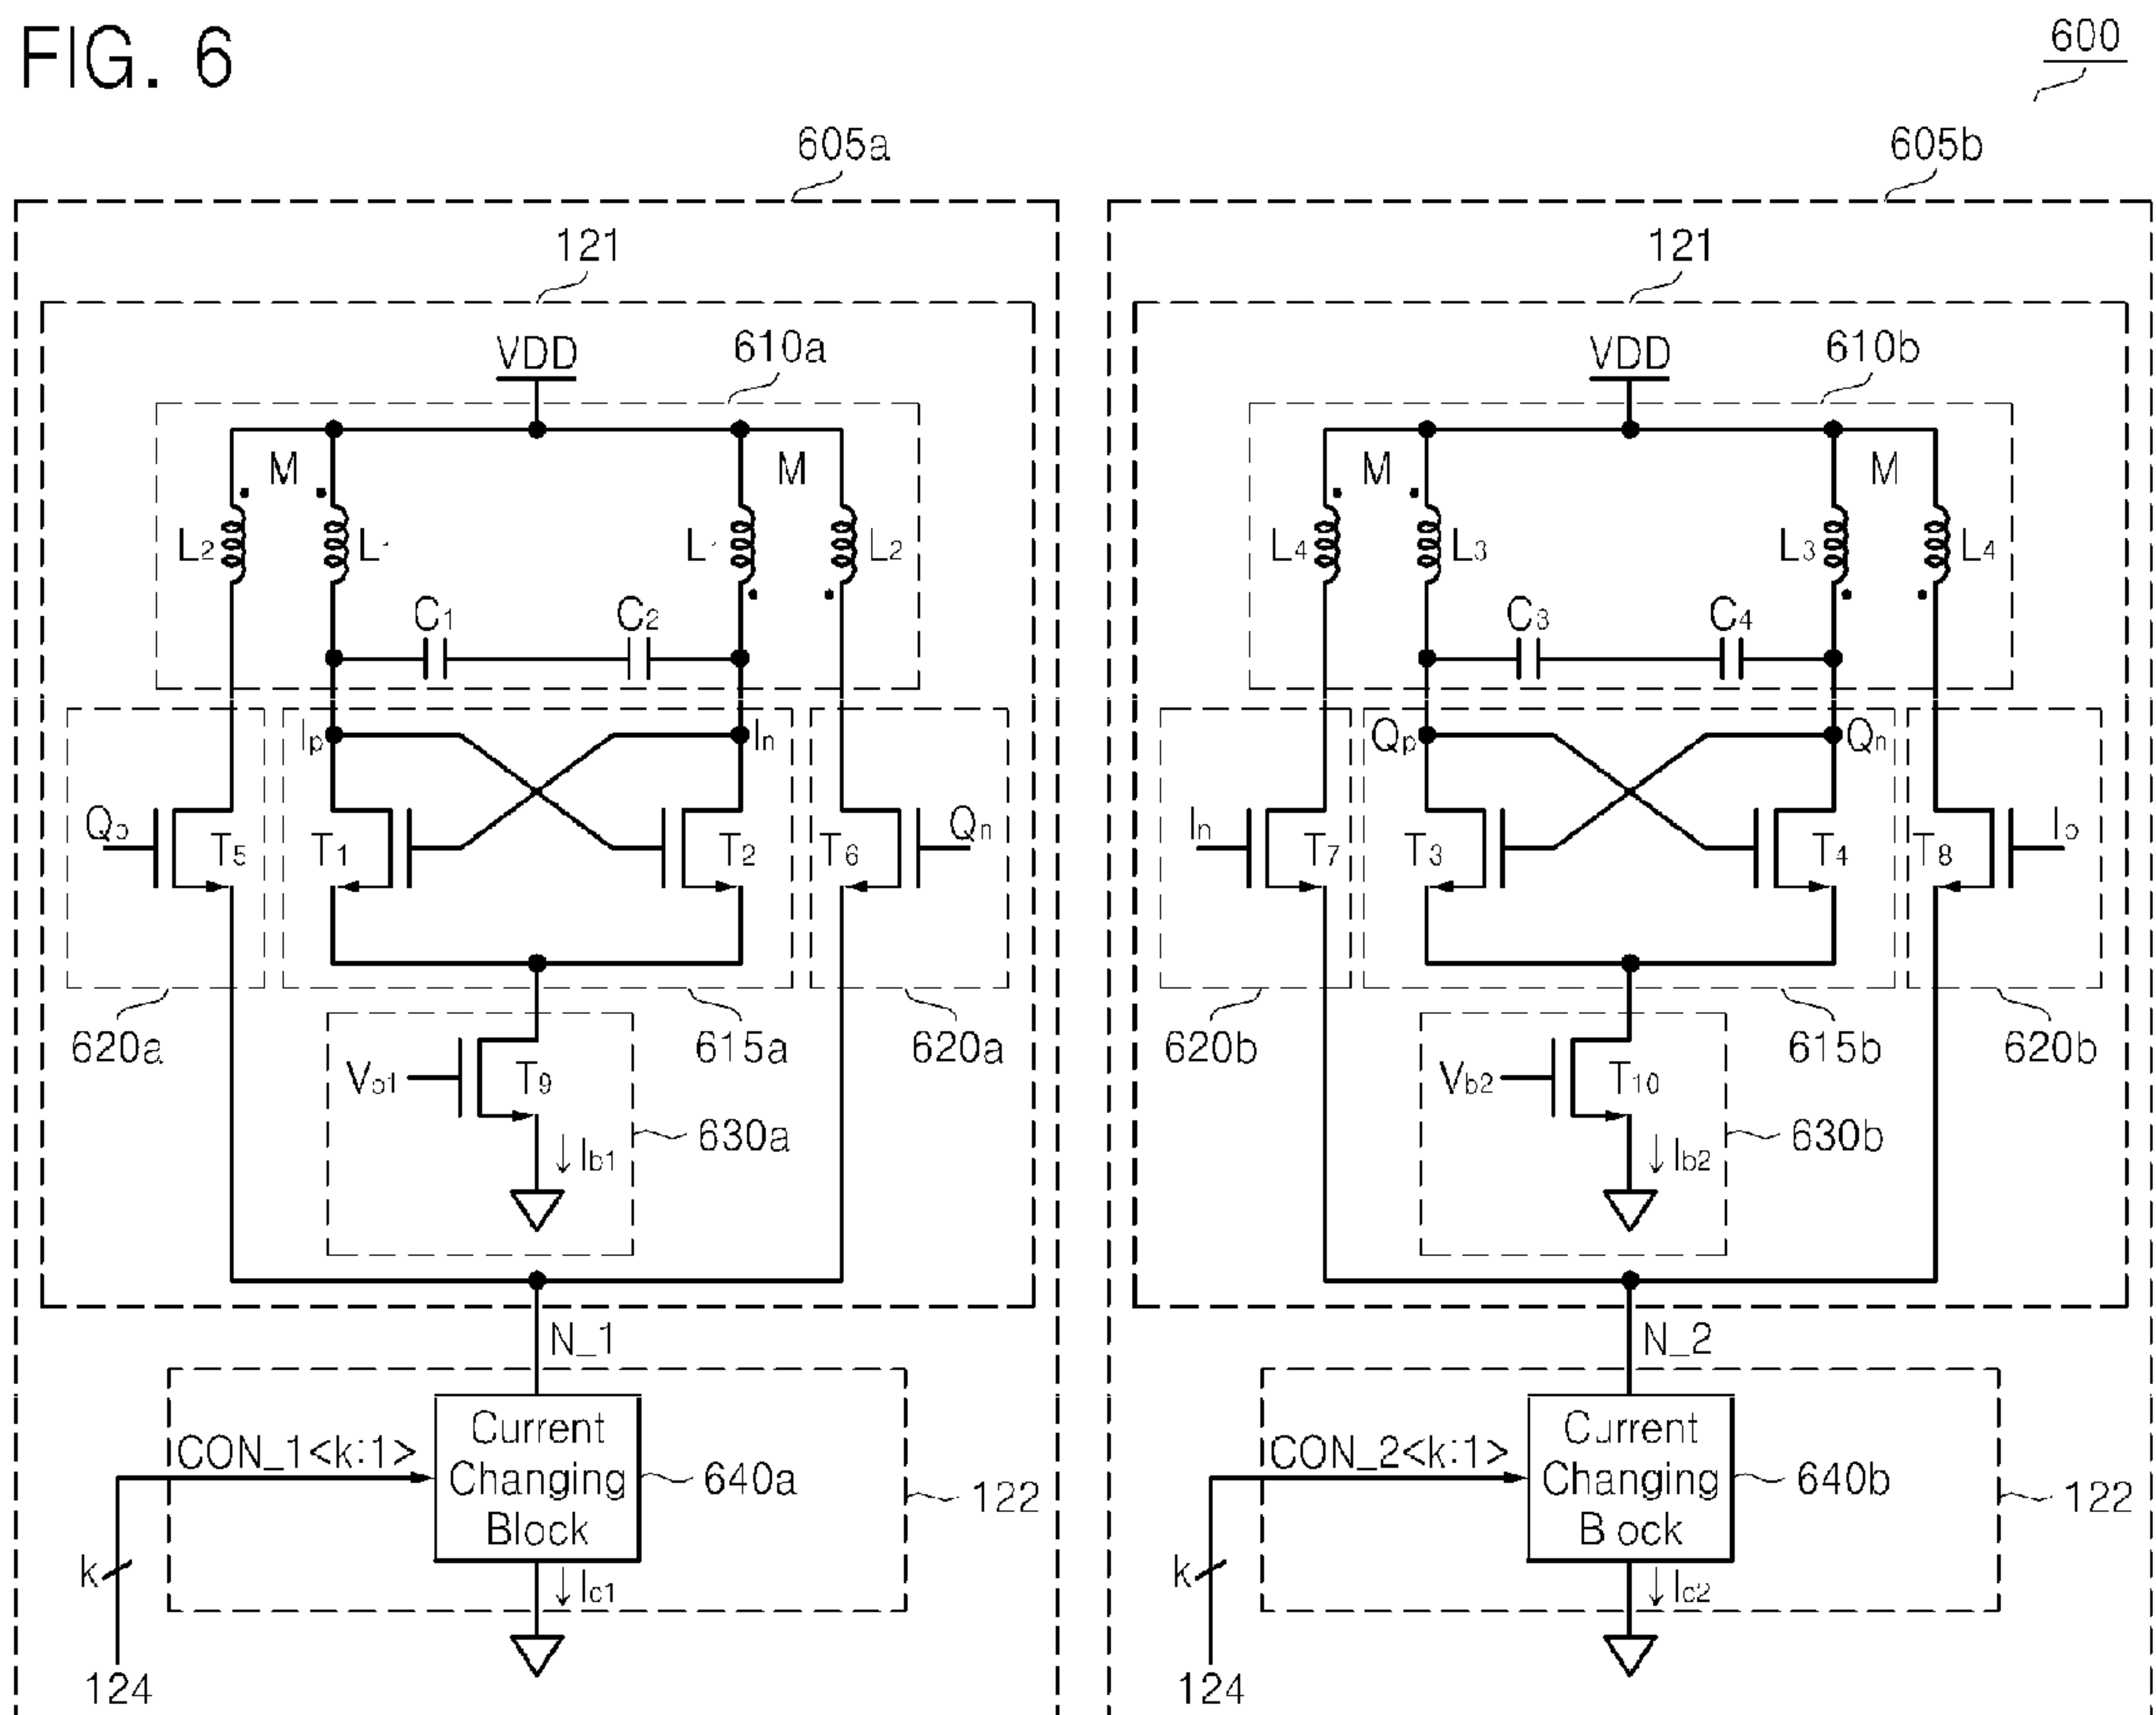 FIG. 6
600
605a
605b
121
121
VDD
610a
VDD
610b
M
M
M
M
L2
L1
L1
L2
L4
L3
L3
L4
C1
C2
C3
C4
Ip
In
Qp
Qn
Qp
T5
T1
T2
T6
Qn
In
T7
T3
T4
T8
Ip
620a
615a
620a
620b
615b
620b
Vb1
T9
Vb2
T10
Ib1
630a
Ib2
630b
N_1
N_2
CON_1<k:1>
Current
Changing
Block
640a
122
CON_2<k:1>
Current
Changing
Block
640b
122
k
Ic1
k
Ic2
124
124